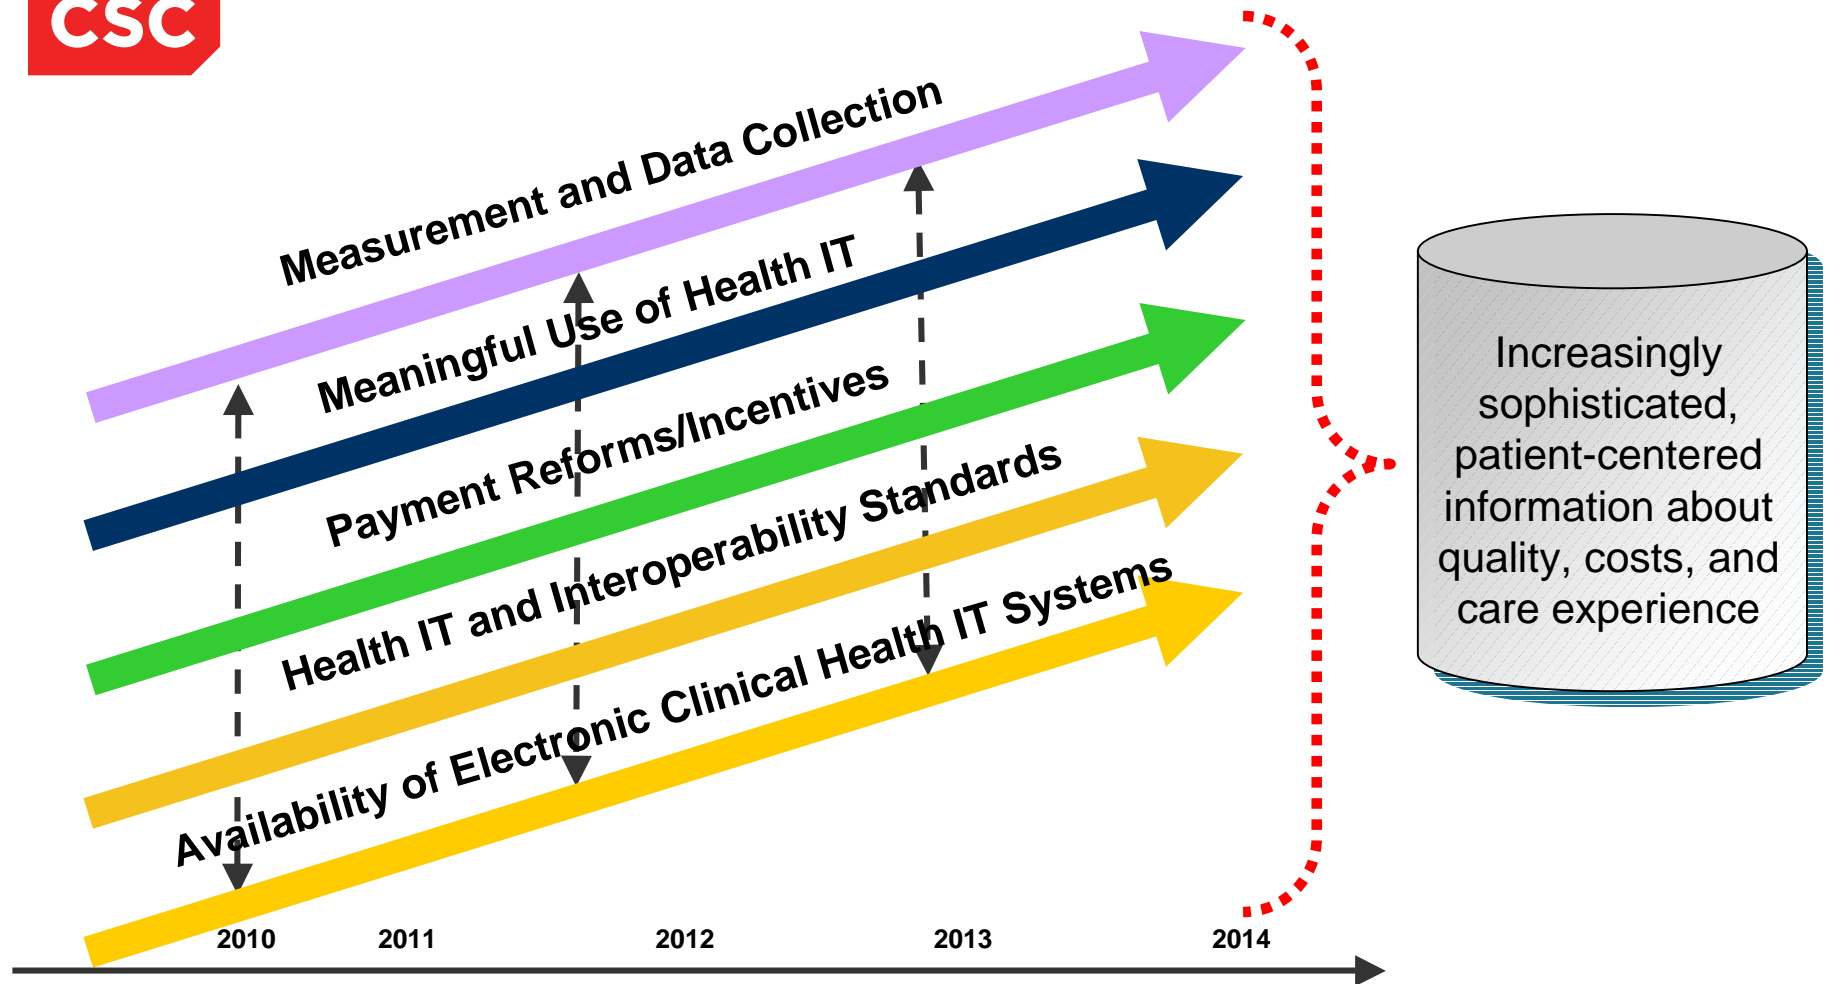 CSC
Measurement and Data Collection
Meaningful Use of Health IT
Payment Reforms/Incentives
Health IT and Interoperability Standards
Availability of Electronic Clinical Health IT Systems
Increasingly
sophisticated,
patient-centered
information about
quality, costs, and
care experience
2010 2011 2012 2013 2014